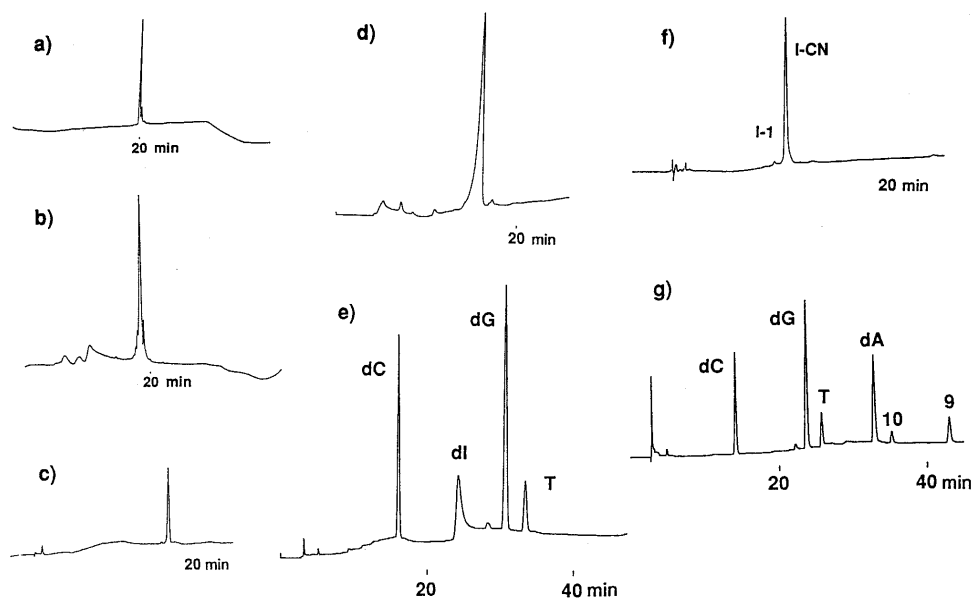 a)
20 min
b)
20 min
c)
20 min
d)
20 min
e)
dC
dI
dG
T
20
40 min
f)
I-CN
I-1
20 min
g)
dC
dG
T
dA
10
9
20
40 min